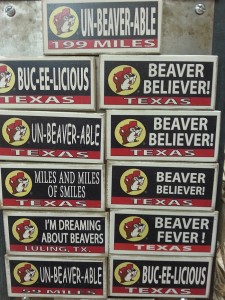 UN-BEAVER-ABLE
199 MILES
BUC-EE-LICIOUS
TEXAS
BEAVER
BELIEVER!
TEXAS
UN-BEAVER-ABLE
TEXAS
BEAVER
BELIEVER!
TEXAS
MILES AND MILES
OF SMILES
TEXAS
BEAVER
BELIEVER!
TEXAS
I'M DREAMING
ABOUT BEAVERS
LULING, TX.
BEAVER
FEVER!
TEXAS
UN-BEAVER-ABLE
59 MILES
BUC-EE-LICIOUS
TEXAS